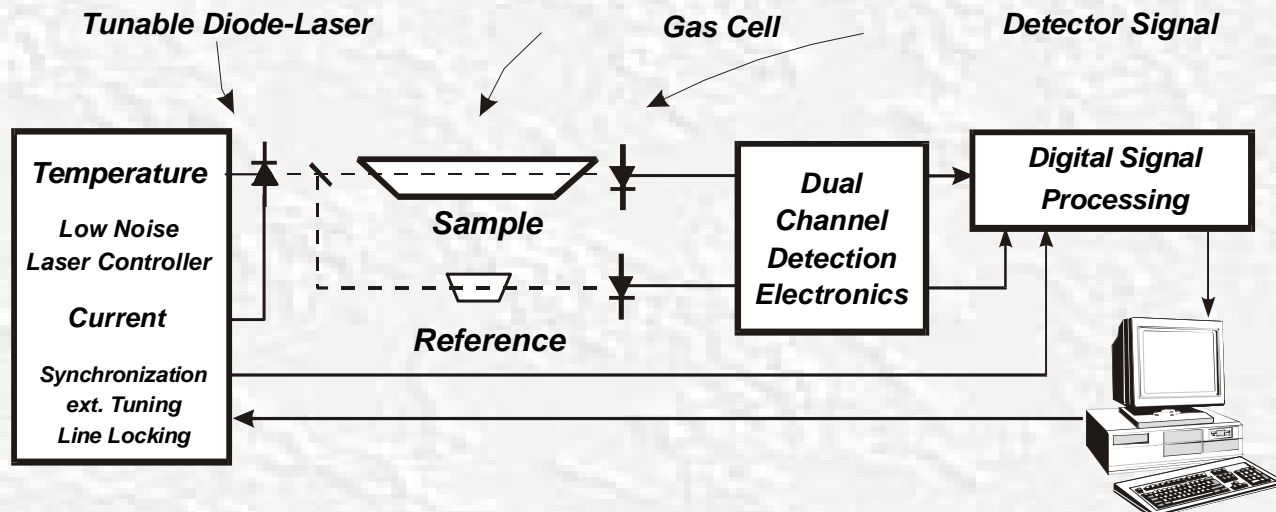 Tunable Diode-Laser
Gas Cell
Detector Signal
Temperature
Low Noise
Laser Controller
Current
Synchronization
ext. Tuning
Line Locking
Sample
Reference
Dual
Channel
Detection
Electronics
Digital Signal
Processing